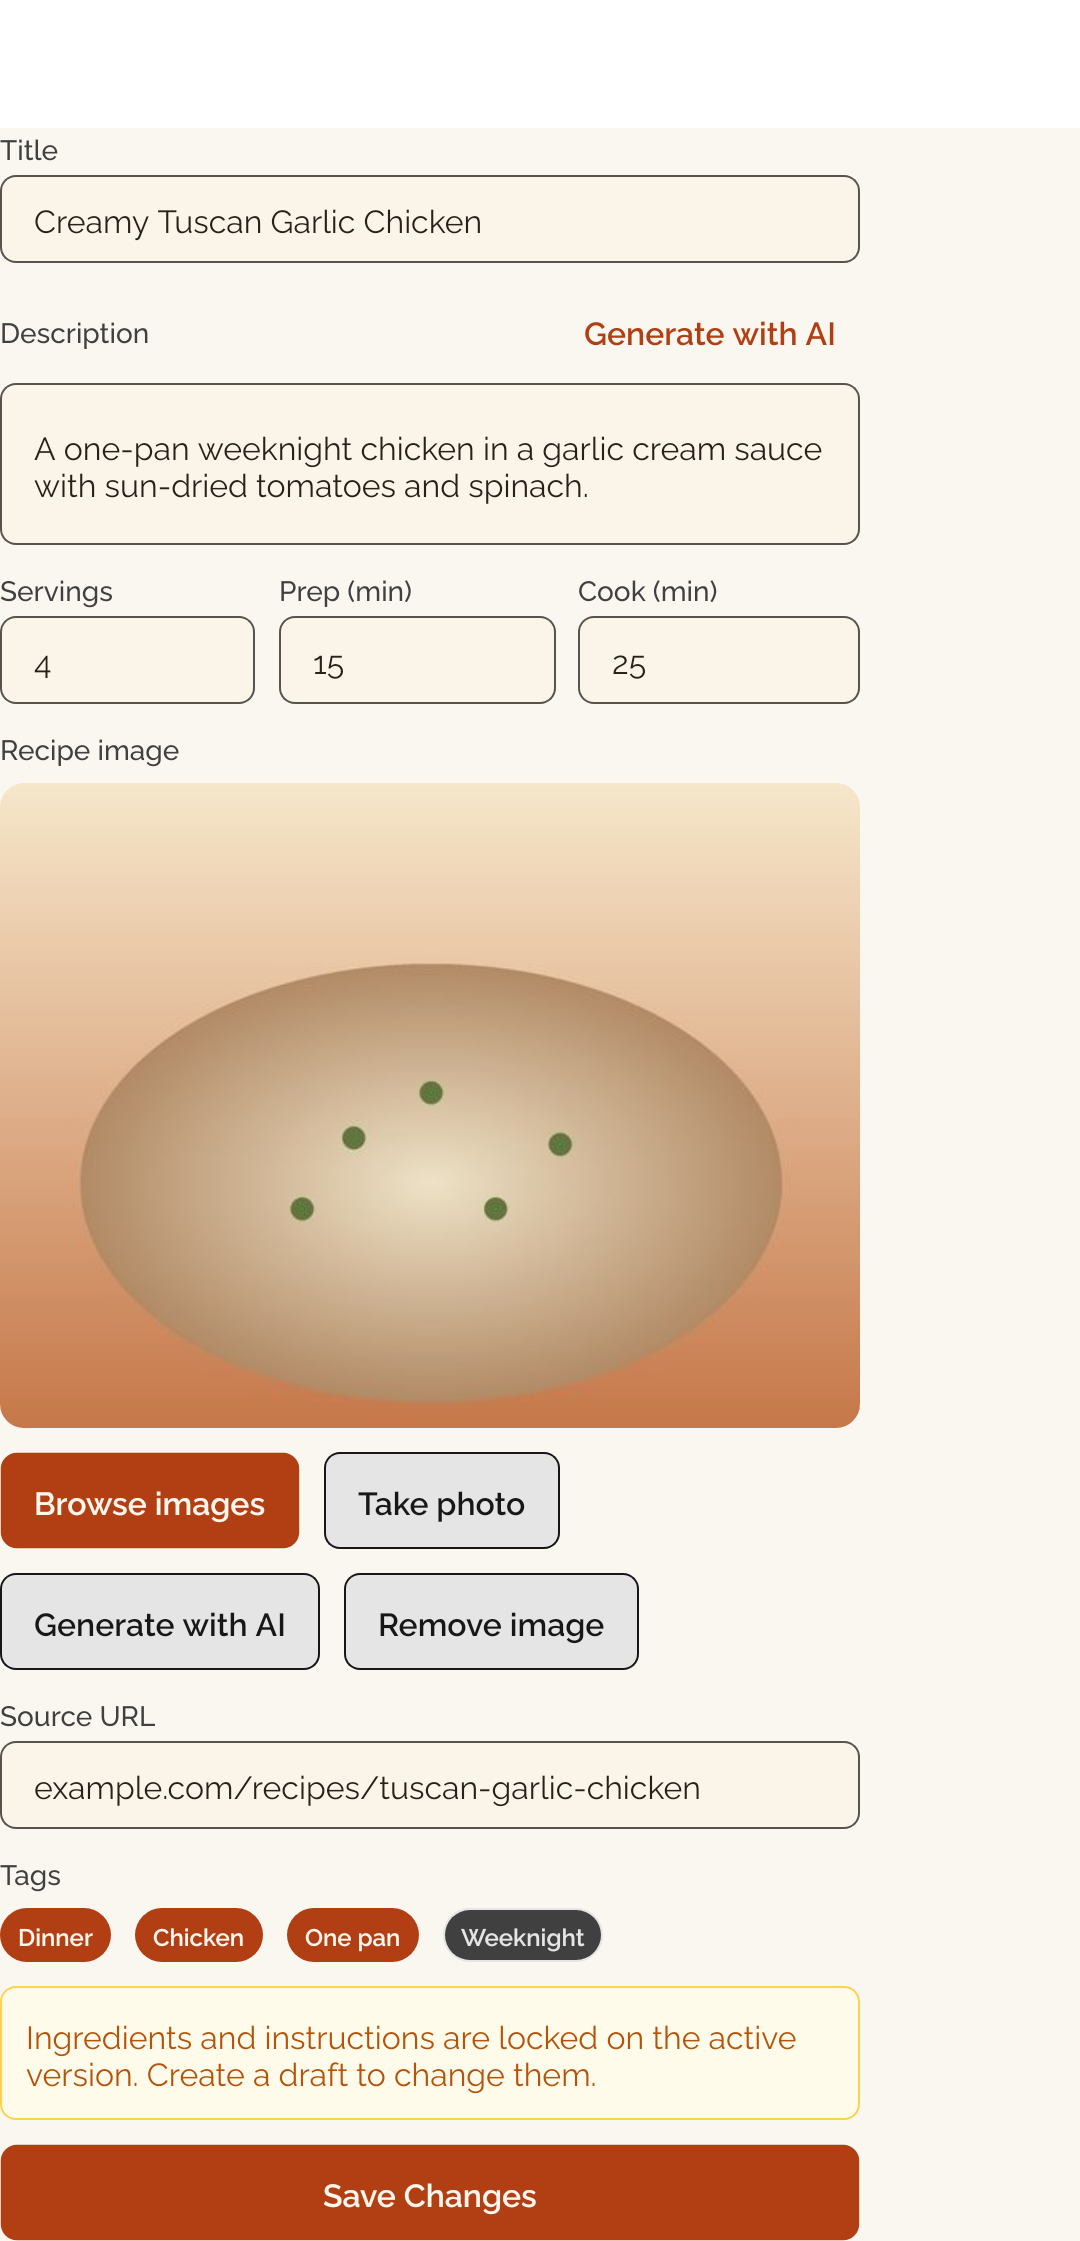 Title
Creamy Tuscan Garlic Chicken
Description
Generate with AI
A one-pan weeknight chicken in a garlic cream sauce
with sun-dried tomatoes and spinach.
Servings
Prep (min)
Cook (min)
4
15
25
Recipe image
Browse images
Take photo
Generate with AI
Remove image
Source URL
example.com/recipes/tuscan-garlic-chicken
Tags
Dinner
Chicken
One pan
Weeknight
Ingredients and instructions are locked on the active
version. Create a draft to change them.
Save Changes